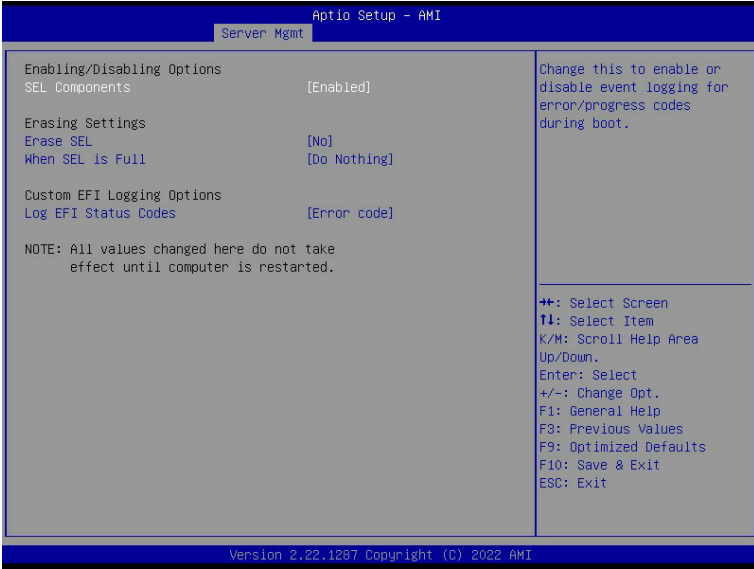 Aptio Setup – AMI
Server Mgmt
Enabling/Disabling Options
SEL Components [Enabled]
Erasing Settings
Erase SEL [No]
When SEL is Full [Do Nothing]
Custom EFI Logging Options
Log EFI Status Codes [Error code]
NOTE: All values changed here do not take
effect until computer is restarted.
Change this to enable or
disable event logging for
error/progress codes
during boot.
→←: Select Screen
↑↓: Select Item
K/M: Scroll Help Area
Up/Down.
Enter: Select
+/-: Change Opt.
F1: General Help
F3: Previous Values
F9: Optimized Defaults
F10: Save & Exit
ESC: Exit
Version 2.22.1287 Copyright (C) 2022 AMI